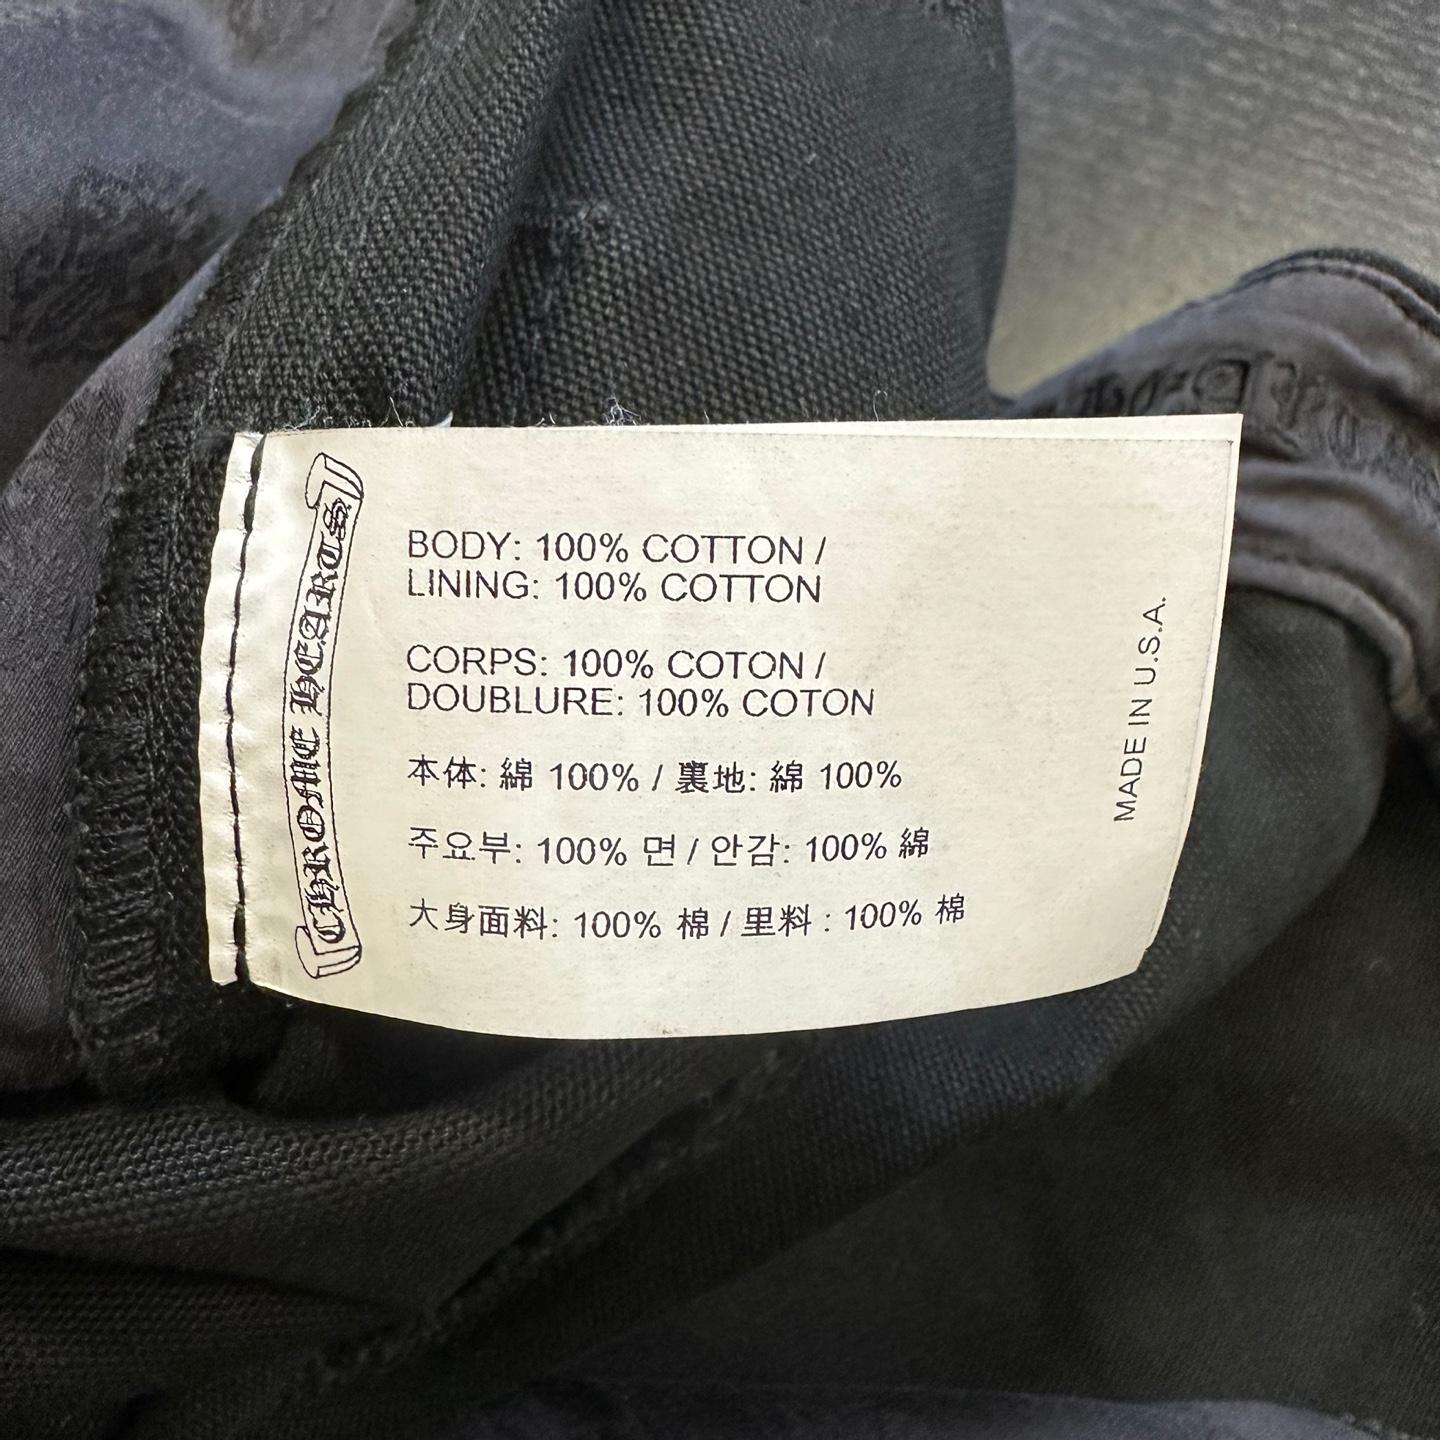 CHROME HEARTS
BODY: 100% COTTON /
LINING: 100% COTTON
CORPS: 100% COTON /
DOUBLURE: 100% COTON
本体: 綿 100% / 裏地: 綿 100%
주요부: 100% 면 / 안감: 100% 綿
大身面料: 100% 棉 / 里料 : 100% 棉
MADE IN U.S.A.